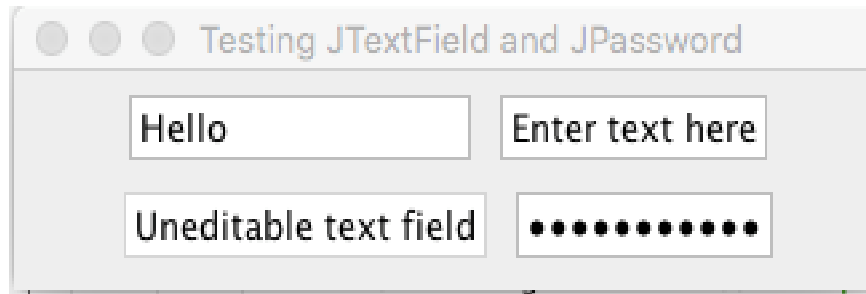 Testing JTextField and JPassword
Hello Enter text here
Uneditable text field •••••••••••